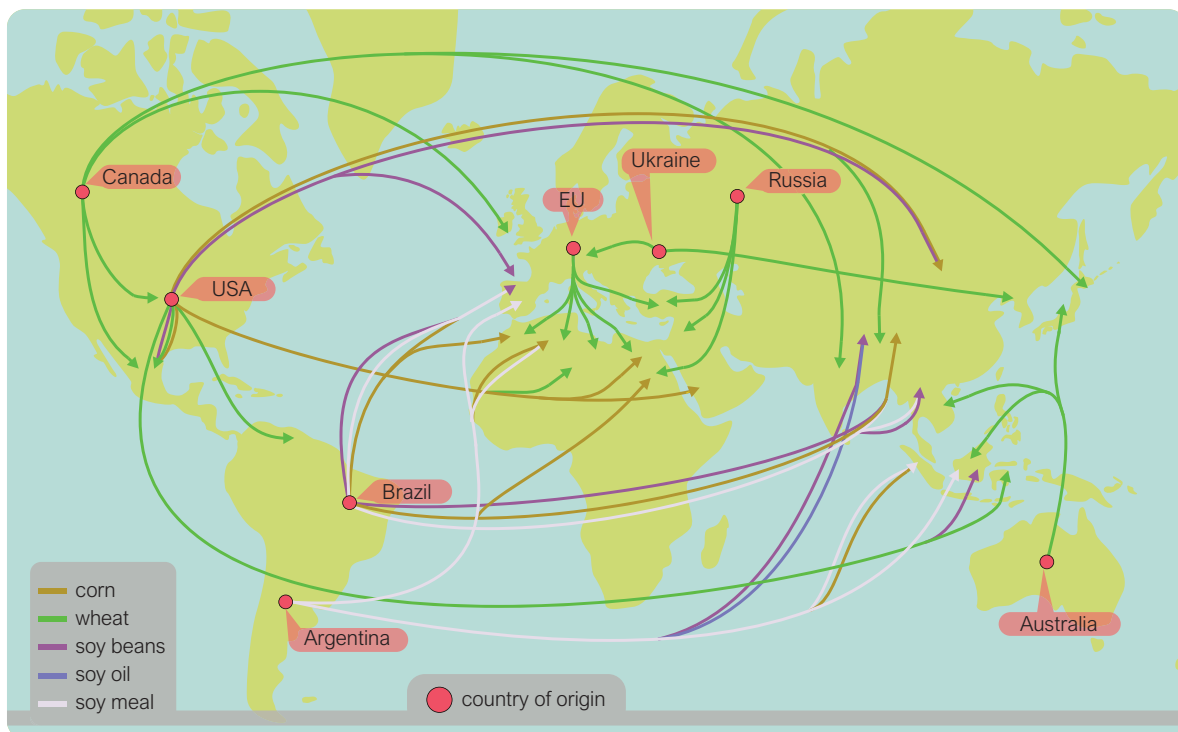 Canada
Ukraine
Russia
EU
USA
Brazil
Argentina
Australia
corn
wheat
soy beans
soy oil
soy meal
country of origin